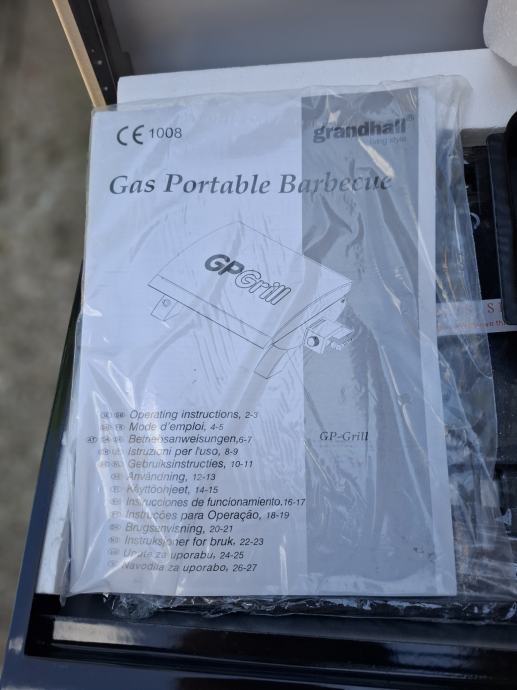 CE 1008
grandhall®
living style
Gas Portable Barbecue
GPGrill
Operating instructions, 2-3
Mode d'emploi, 4-5
Betriebsanweisungen,6-7
Istruzioni per l'uso, 8-9
GP-Grill
Gebruiksinstructies, 10-11
Användning, 12-13
Käyttöohjeet, 14-15
Instrucciones de funcionamiento,16-17
Instruções para Operação, 18-19
Brugsanvisning, 20-21
Instruksjoner for bruk, 22-23
Upute za uporabu, 24-25
Navodila za uporabo, 26-27